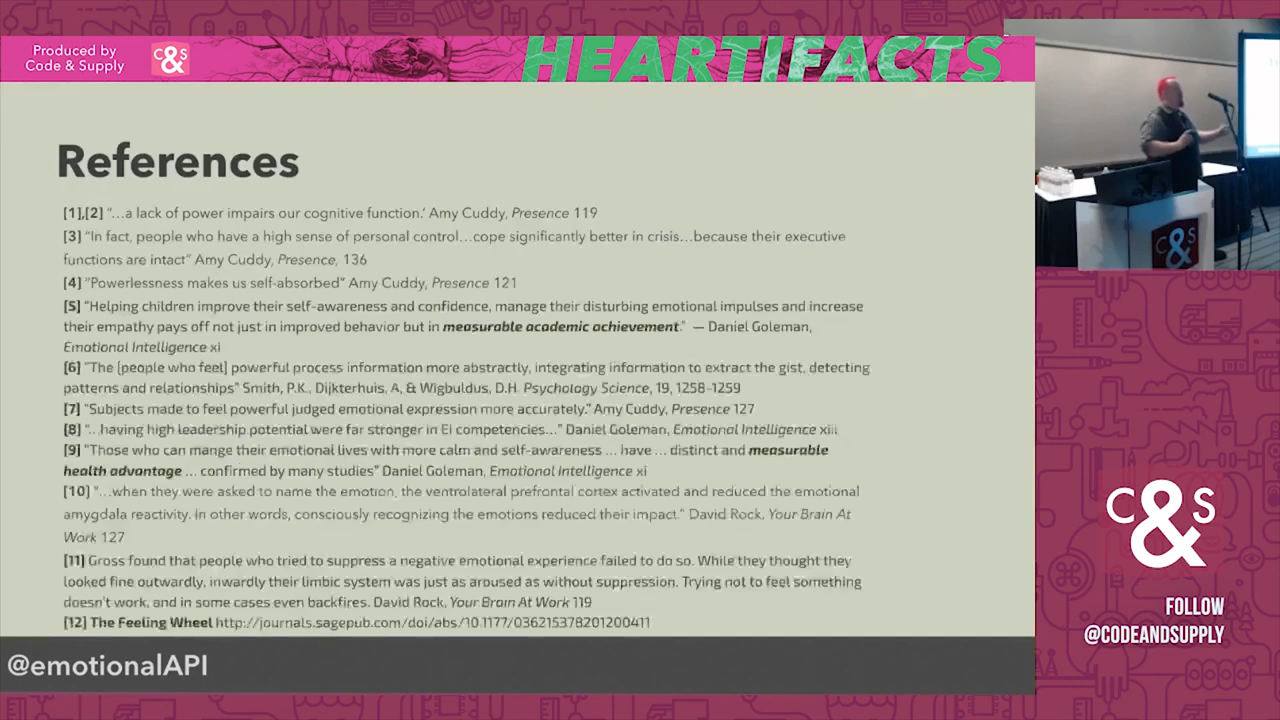 Produced by
Code & Supply
C&S
HEARTIFACTS
References
[1],[2] "...a lack of power impairs our cognitive function.' Amy Cuddy, Presence 119
[3] "In fact, people who have a high sense of personal control...cope significantly better in crisis...because their executive
functions are intact" Amy Cuddy, Presence, 136
[4] "Powerlessness makes us self-absorbed" Amy Cuddy, Presence 121
[5] "Helping children improve their self-awareness and confidence, manage their disturbing emotional impulses and increase
their empathy pays off not just in improved behavior but in measurable academic achievement." — Daniel Goleman,
Emotional Intelligence xi
[6] "The [people who feel] powerful process information more abstractly, integrating information to extract the gist, detecting
patterns and relationships" Smith, P.K., Dijkterhuis, A, & Wigbuldus, D.H. Psychology Science, 19, 1258-1259
[7] "Subjects made to feel powerful judged emotional expression more accurately." Amy Cuddy, Presence 127
[8] "...having high leadership potential were far stronger in EI competencies..." Daniel Goleman, Emotional Intelligence xiii
[9] "Those who can mange their emotional lives with more calm and self-awareness ... have ... distinct and measurable
health advantage ... confirmed by many studies" Daniel Goleman, Emotional Intelligence xi
[10] "...when they were asked to name the emotion, the ventrolateral prefrontal cortex activated and reduced the emotional
amygdala reactivity. In other words, consciously recognizing the emotions reduced their impact." David Rock, Your Brain At
Work 127
[11] Gross found that people who tried to suppress a negative emotional experience failed to do so. While they thought they
looked fine outwardly, inwardly their limbic system was just as aroused as without suppression. Trying not to feel something
doesn't work, and in some cases even backfires. David Rock, Your Brain At Work 119
[12] The Feeling Wheel http://journals.sagepub.com/doi/abs/10.1177/036215378201200411
@emotionalAPI
C&S
C&S
FOLLOW
@CODEANDSUPPLY